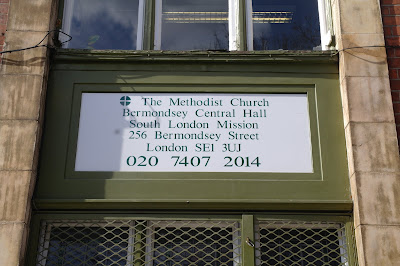 The Methodist Church
Bermondsey Central Hall
South London Mission
256 Bermondsey Street
London SE1 3UJ
020 7407 2014